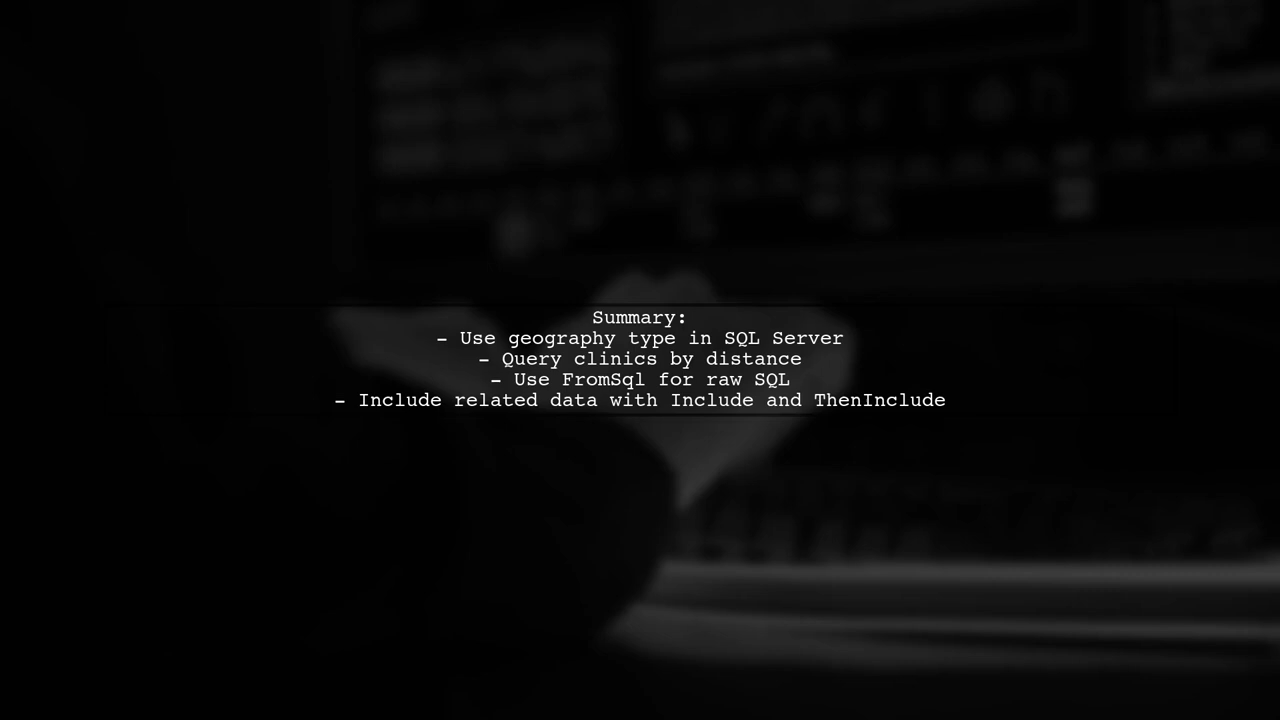 Summary:
- Use geography type in SQL Server
- Query clinics by distance
- Use FromSql for raw SQL
- Include related data with Include and ThenInclude